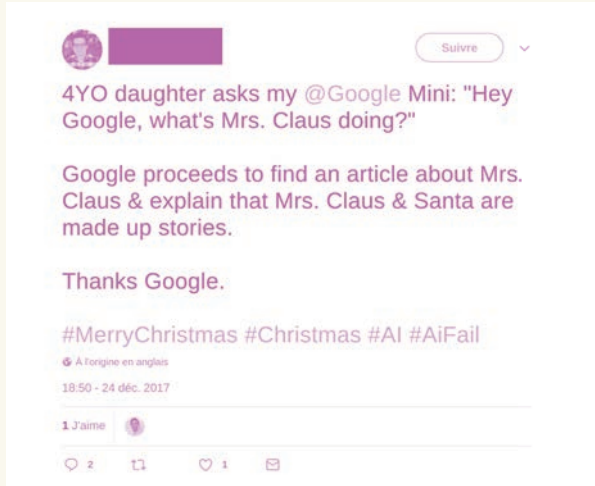 Suivre
4YO daughter asks my @Google Mini: "Hey
Google, what's Mrs. Claus doing?"
Google proceeds to find an article about Mrs.
Claus & explain that Mrs. Claus & Santa are
made up stories.
Thanks Google.
#MerryChristmas #Christmas #AI #AiFail
À l'origine en anglais
18:50 - 24 déc. 2017
1 J'aime
2 1